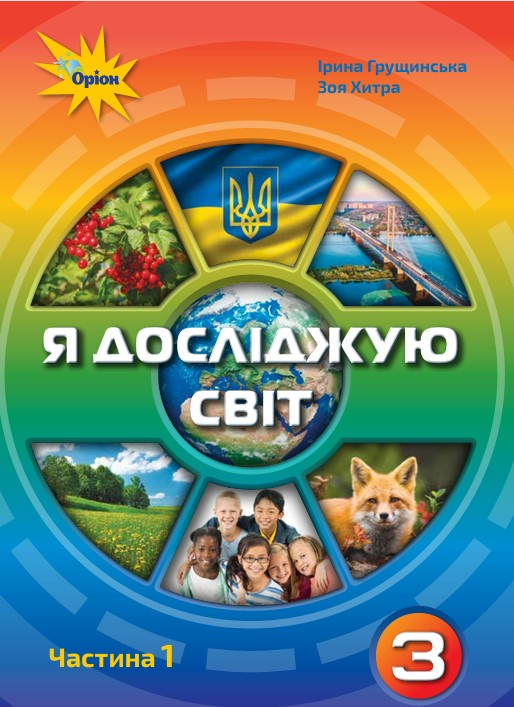 Оріон
Ірина Грущинська
Зоя Хитра
Я ДОСЛІДЖУЮ
СВІТ
Частина 1
3